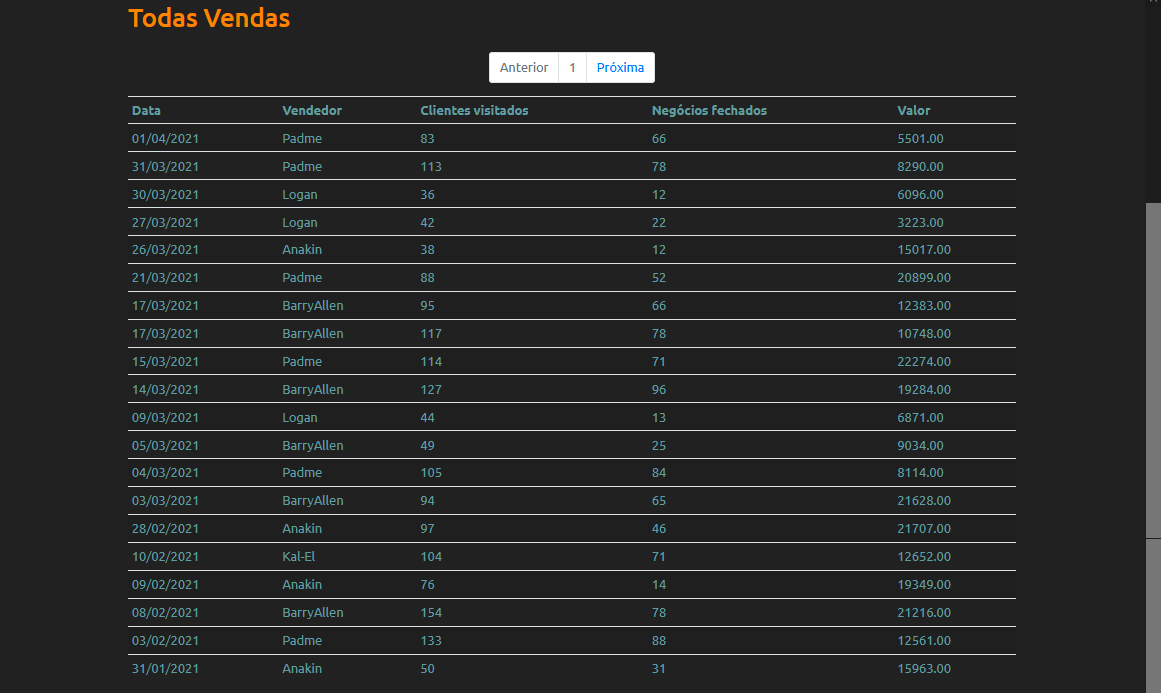 Todas Vendas
Anterior 1 Próxima
Data Vendedor Clientes visitados Negócios fechados Valor
01/04/2021 Padme 83 66 5501.00
31/03/2021 Padme 113 78 8290.00
30/03/2021 Logan 36 12 6096.00
27/03/2021 Logan 42 22 3223.00
26/03/2021 Anakin 38 12 15017.00
21/03/2021 Padme 88 52 20899.00
17/03/2021 BarryAllen 95 66 12383.00
17/03/2021 BarryAllen 117 78 10748.00
15/03/2021 Padme 114 71 22274.00
14/03/2021 BarryAllen 127 96 19284.00
09/03/2021 Logan 44 13 6871.00
05/03/2021 BarryAllen 49 25 9034.00
04/03/2021 Padme 105 84 8114.00
03/03/2021 BarryAllen 94 65 21628.00
28/02/2021 Anakin 97 46 21707.00
10/02/2021 Kal-El 104 71 12652.00
09/02/2021 Anakin 76 14 19349.00
08/02/2021 BarryAllen 154 78 21216.00
03/02/2021 Padme 133 88 12561.00
31/01/2021 Anakin 50 31 15963.00